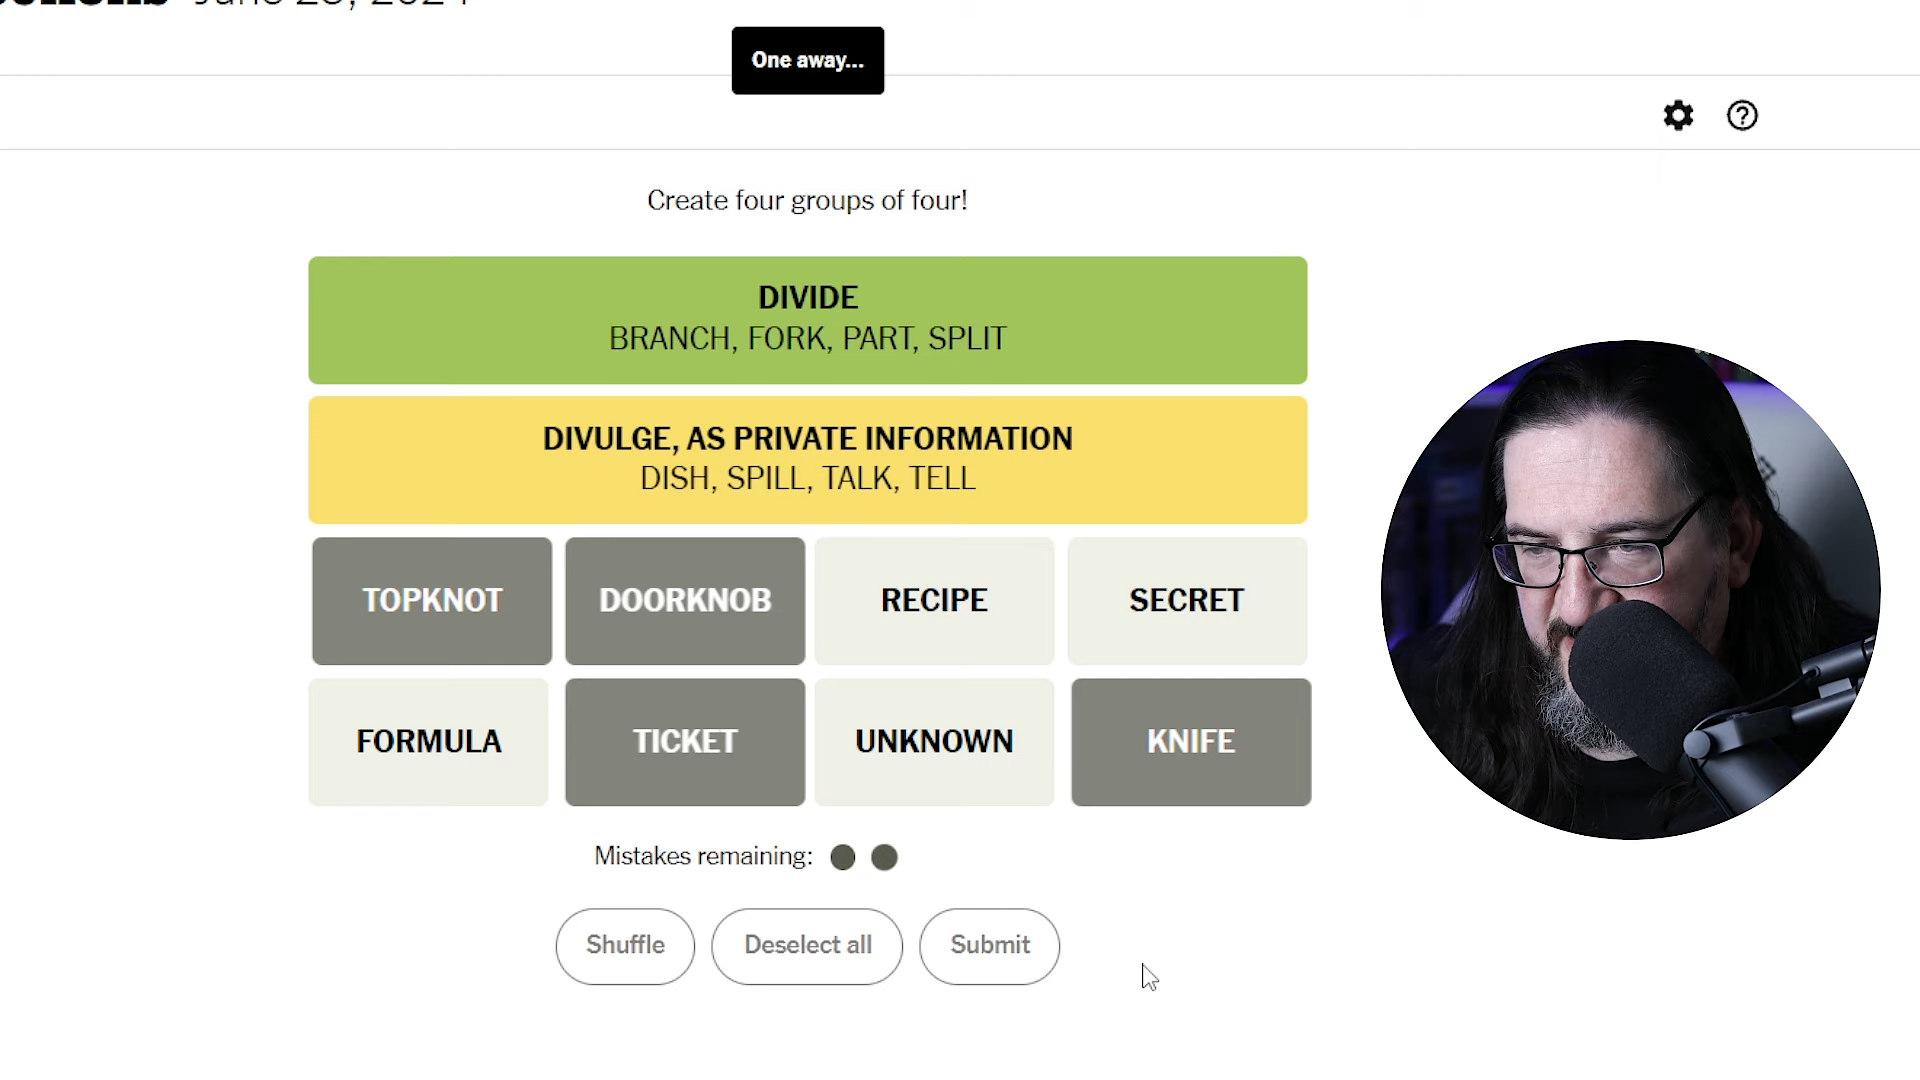 One away...
Create four groups of four!
DIVIDE
BRANCH, FORK, PART, SPLIT
DIVULGE, AS PRIVATE INFORMATION
DISH, SPILL, TALK, TELL
TOPKNOT DOORKNOB RECIPE SECRET
FORMULA TICKET UNKNOWN KNIFE
Mistakes remaining:
Shuffle Deselect all Submit